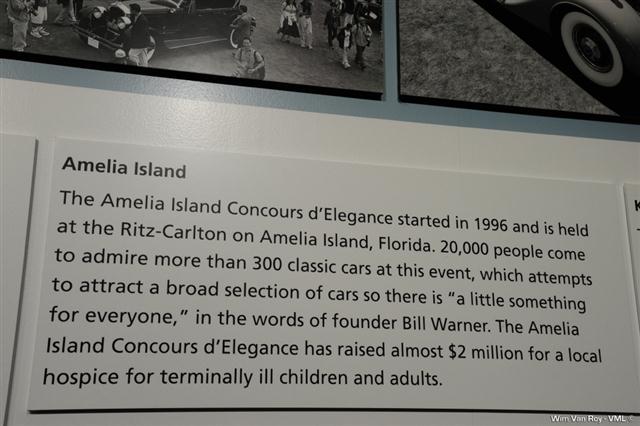 Amelia Island
The Amelia Island Concours d'Elegance started in 1996 and is held
at the Ritz-Carlton on Amelia Island, Florida. 20,000 people come
to admire more than 300 classic cars at this event, which attempts
to attract a broad selection of cars so there is “a little something
for everyone,” in the words of founder Bill Warner. The Amelia
Island Concours d'Elegance has raised almost $2 million for a local
hospice for terminally ill children and adults.
K
Wim Van Roy - VML ©